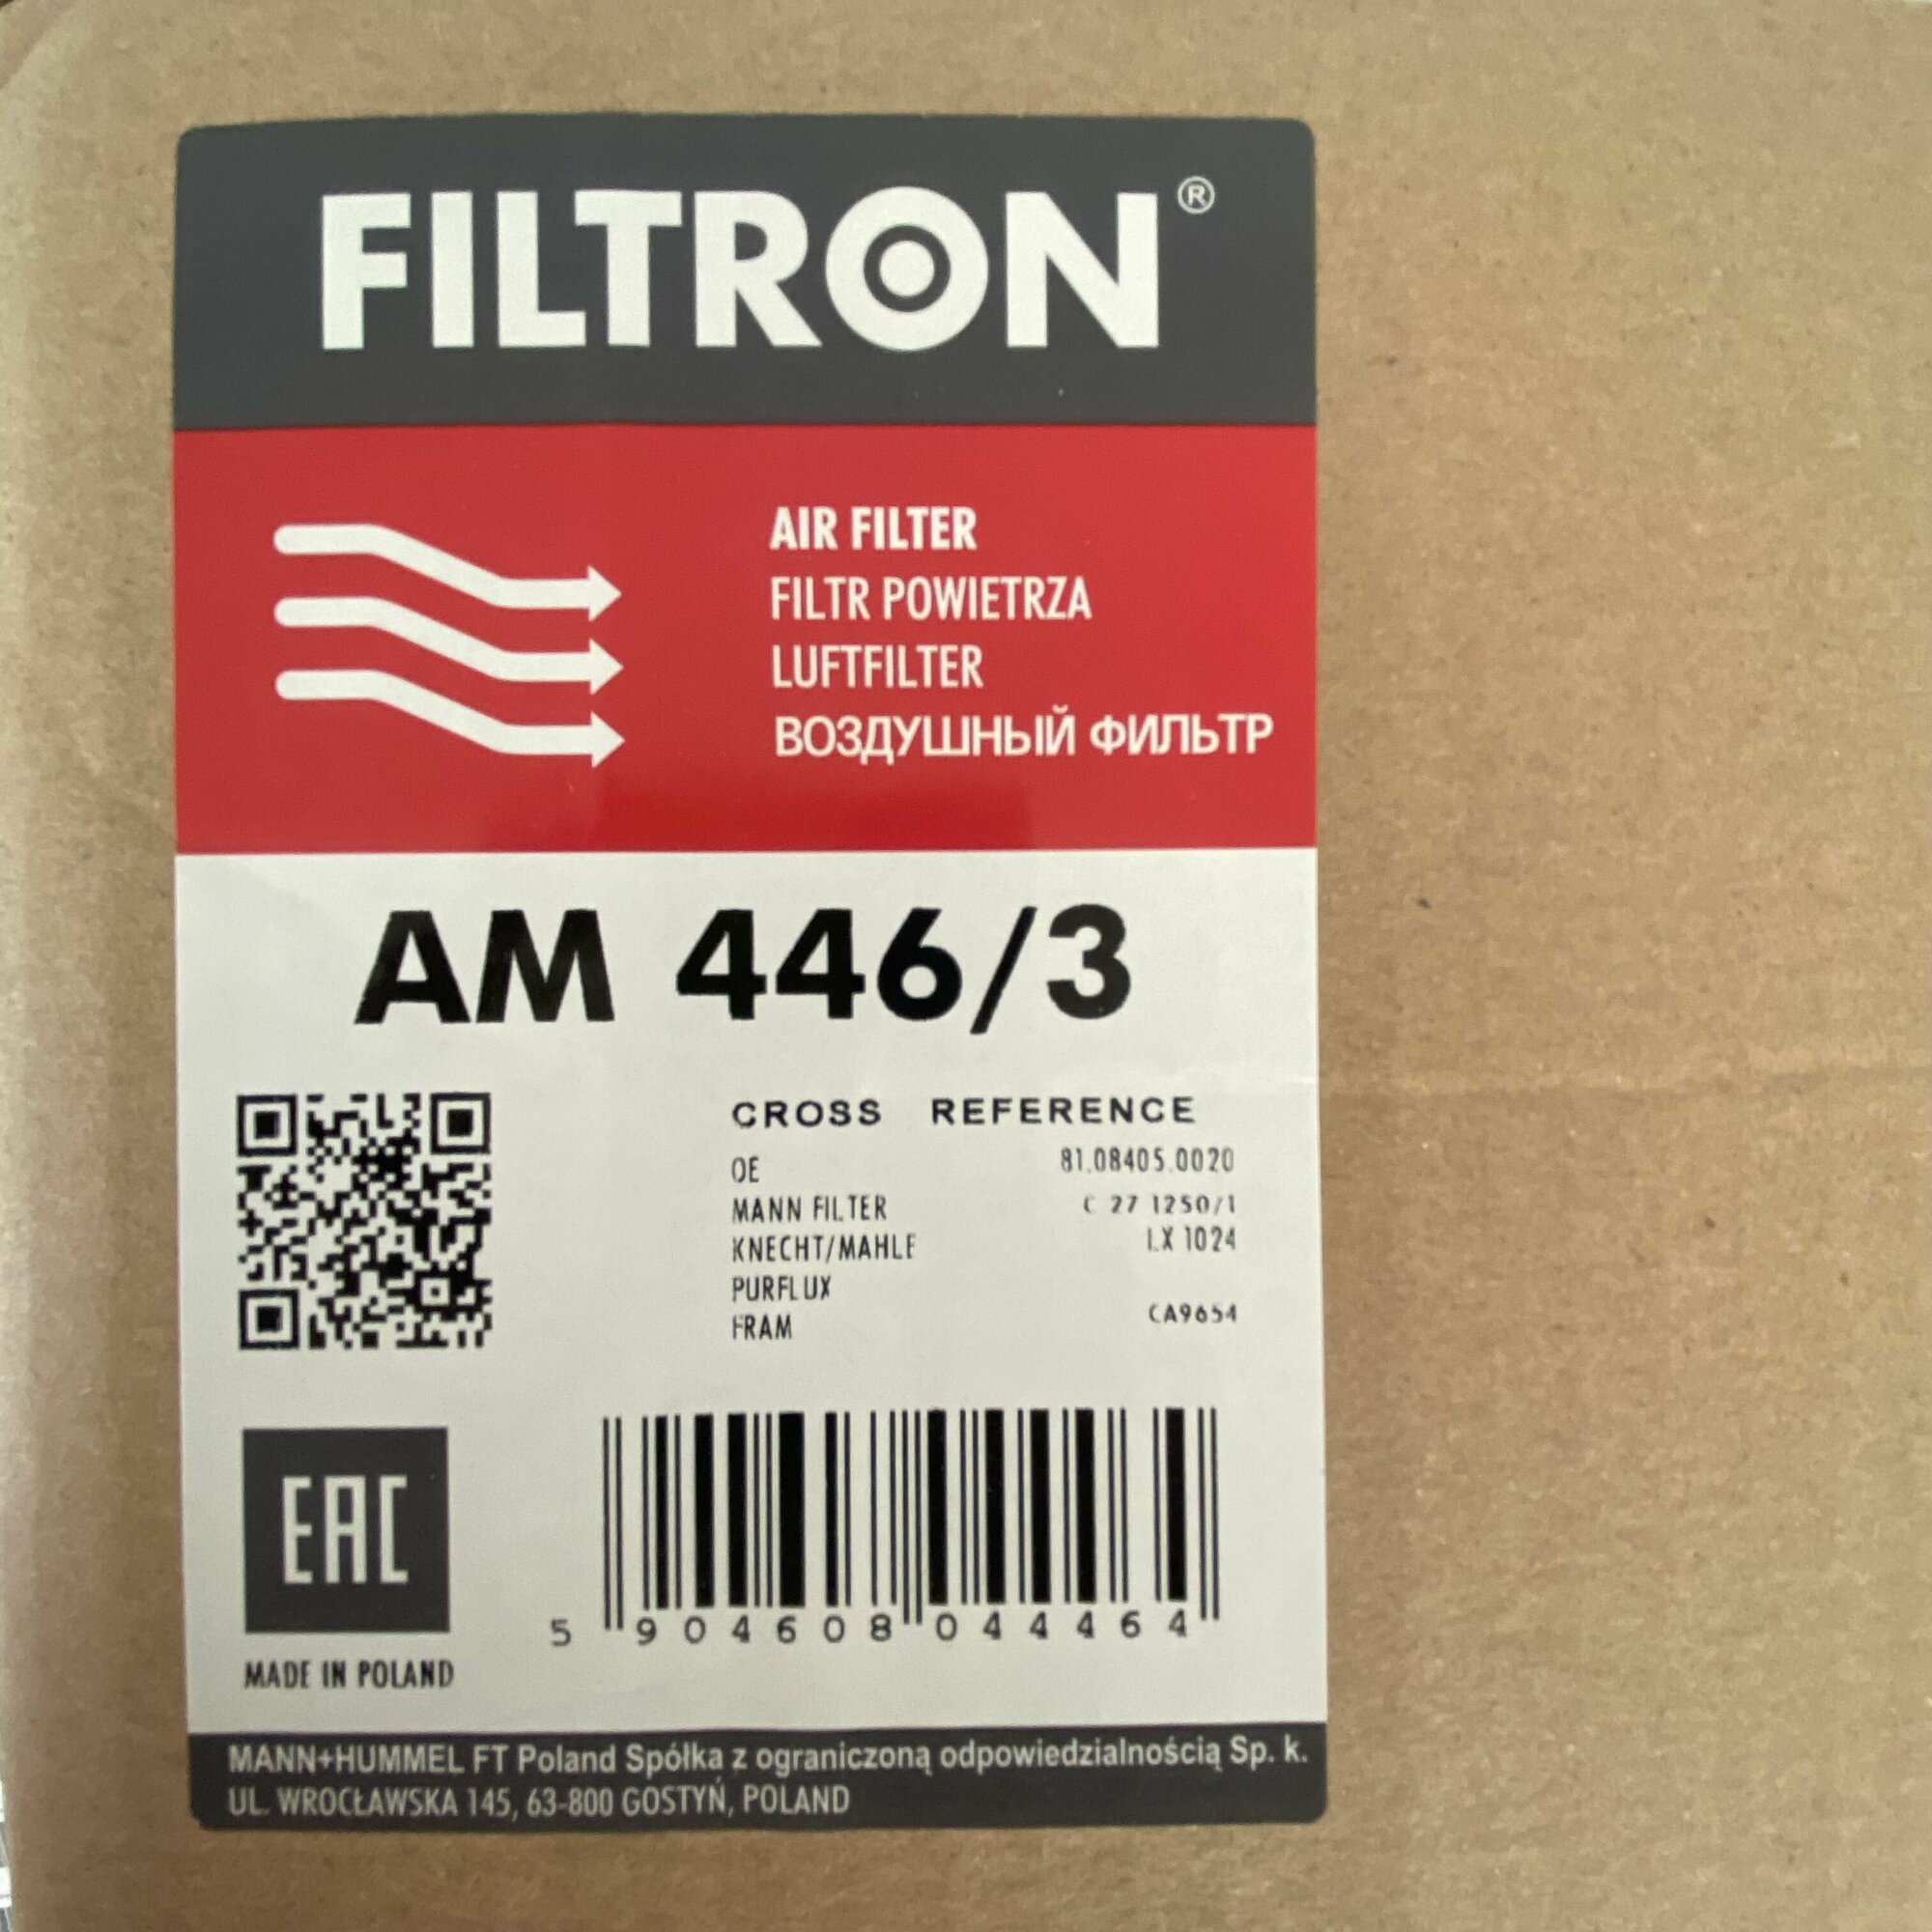 FILTRON®
AIR FILTER
FILTR POWIETRZA
LUFTFILTER
ВОЗДУШНЫЙ ФИЛЬТР
AM 446/3
CROSS REFERENCE
OE 81.08405.0020
MANN FILTER C 27 1250/1
KNECHT/MAHLE LX 1024
PURFLUX
FRAM CA9654
EAC
5 904608 044464
MADE IN POLAND
MANN+HUMMEL FT Poland Spółka z ograniczoną odpowiedzialnością Sp. k.
UL. WROCŁAWSKA 145, 63-800 GOSTYŃ, POLAND